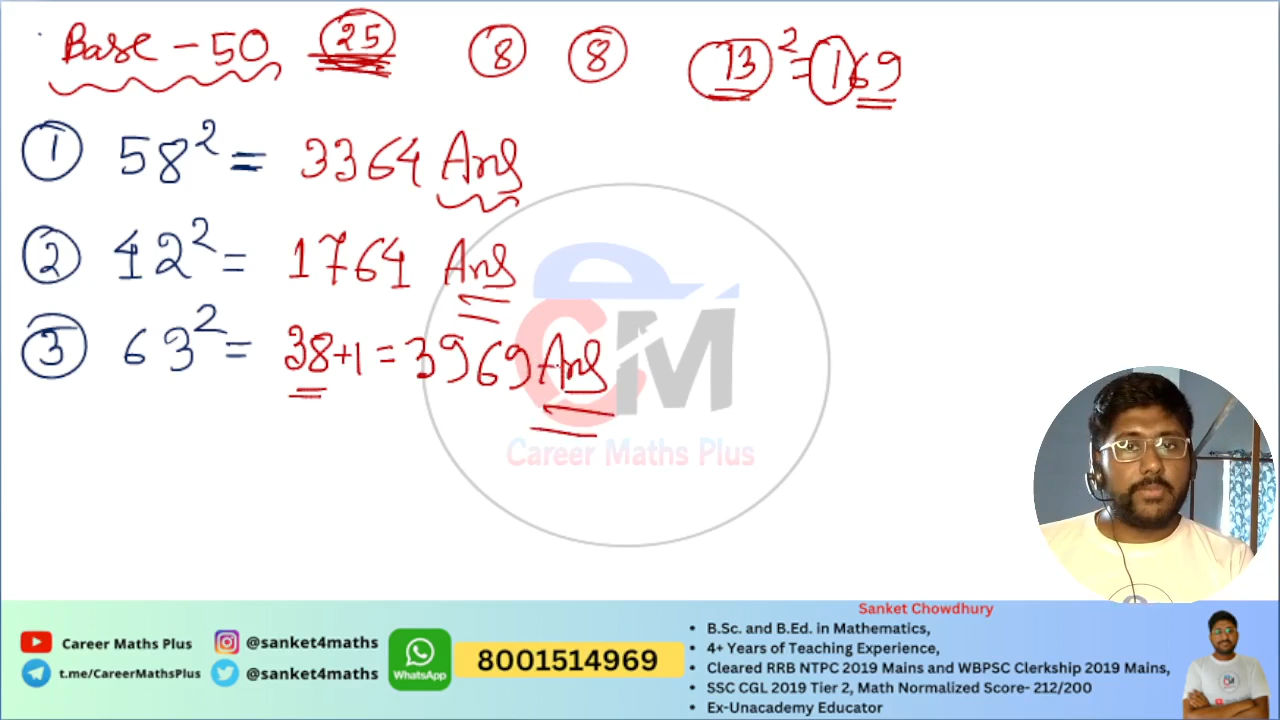 Base - 50 25 8 8 13² = 169
1 58² = 3364 Ans
2 42² = 1764 Ans
3 63² = 38+1 = 3969 Ans
CM
Career Maths Plus
Sanket Chowdhury
Career Maths Plus @sanket4maths
t.me/CareerMathsPlus @sanket4maths
WhatsApp
8001514969
• B.Sc. and B.Ed. in Mathematics,
• 4+ Years of Teaching Experience,
• Cleared RRB NTPC 2019 Mains and WBPSC Clerkship 2019 Mains,
• SSC CGL 2019 Tier 2, Math Normalized Score- 212/200
• Ex-Unacademy Educator